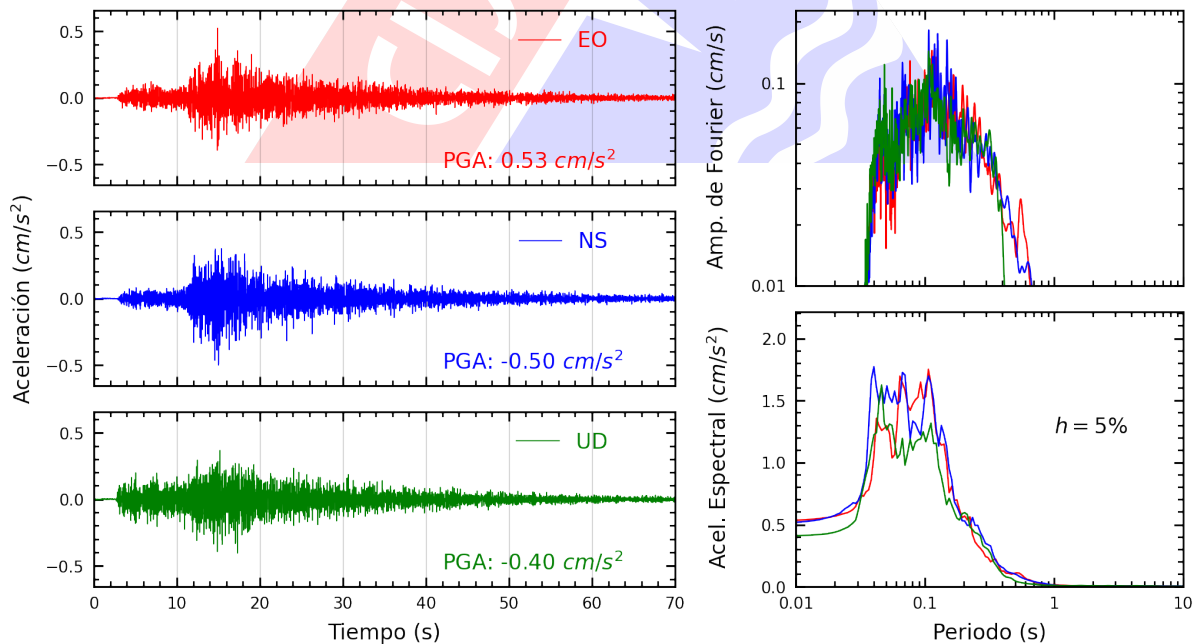 Aceleración (cm/s²)
0.5
0.0
−0.5
EO
PGA: 0.53 cm/s²
0.5
0.0
−0.5
NS
PGA: -0.50 cm/s²
0.5
0.0
−0.5
UD
PGA: -0.40 cm/s²
0 10 20 30 40 50 60 70
Tiempo (s)
Amp. de Fourier (cm/s)
0.1
0.01
Acel. Espectral (cm/s²)
2.0
1.5
1.0
0.5
0.0
h = 5%
0.01 0.1 1 10
Periodo (s)